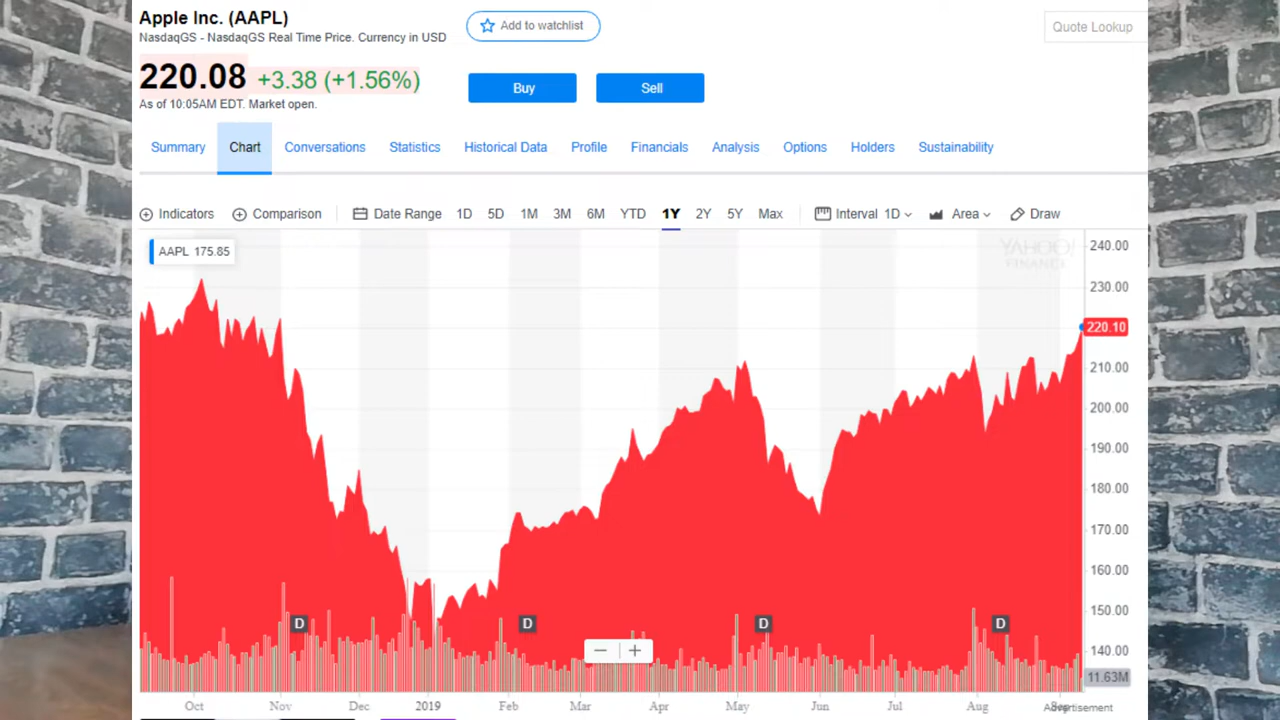 Apple Inc. (AAPL)
Add to watchlist
Quote Lookup
NasdaqGS - NasdaqGS Real Time Price. Currency in USD
220.08 +3.38 (+1.56%)
As of 10:05AM EDT. Market open.
Buy
Sell
Summary Chart Conversations Statistics Historical Data Profile Financials Analysis Options Holders Sustainability
Indicators Comparison Date Range 1D 5D 1M 3M 6M YTD 1Y 2Y 5Y Max Interval 1D Area Draw
AAPL 175.85
YAHOO!
FINANCE
240.00
230.00
220.10
210.00
200.00
190.00
180.00
170.00
160.00
150.00
140.00
11.63M
D D D D
Oct Nov Dec 2019 Feb Mar Apr May Jun Jul Aug
Advertisement